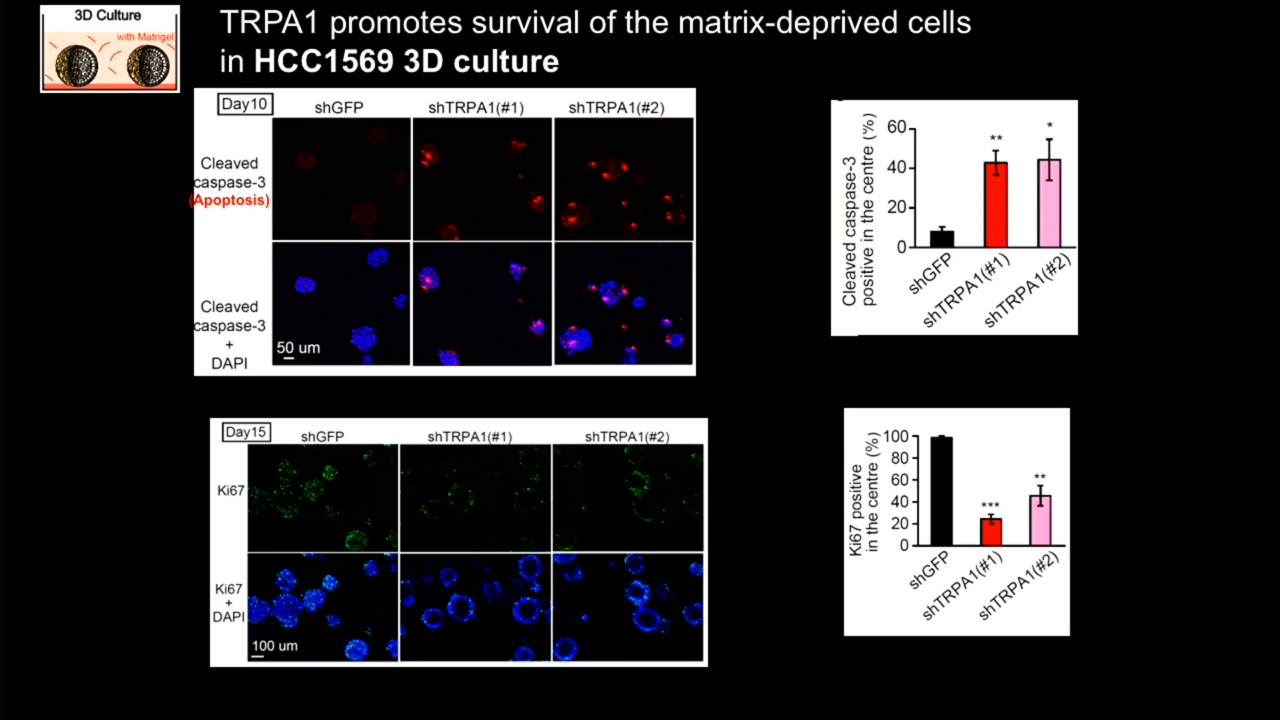 3D Culture
with Matrigel
TRPA1 promotes survival of the matrix-deprived cells
in HCC1569 3D culture
Day10
shGFP
shTRPA1(#1)
shTRPA1(#2)
Cleaved
caspase-3
(Apoptosis)
Cleaved
caspase-3
+
DAPI
50 um
Cleaved caspase-3
positive in the centre (%)
60
40
20
0
**
*
shGFP
shTRPA1(#1)
shTRPA1(#2)
Day15
shGFP
shTRPA1(#1)
shTRPA1(#2)
Ki67
Ki67
+
DAPI
100 um
Ki67 positive
in the centre (%)
100
80
60
40
20
0
***
**
shGFP
shTRPA1(#1)
shTRPA1(#2)